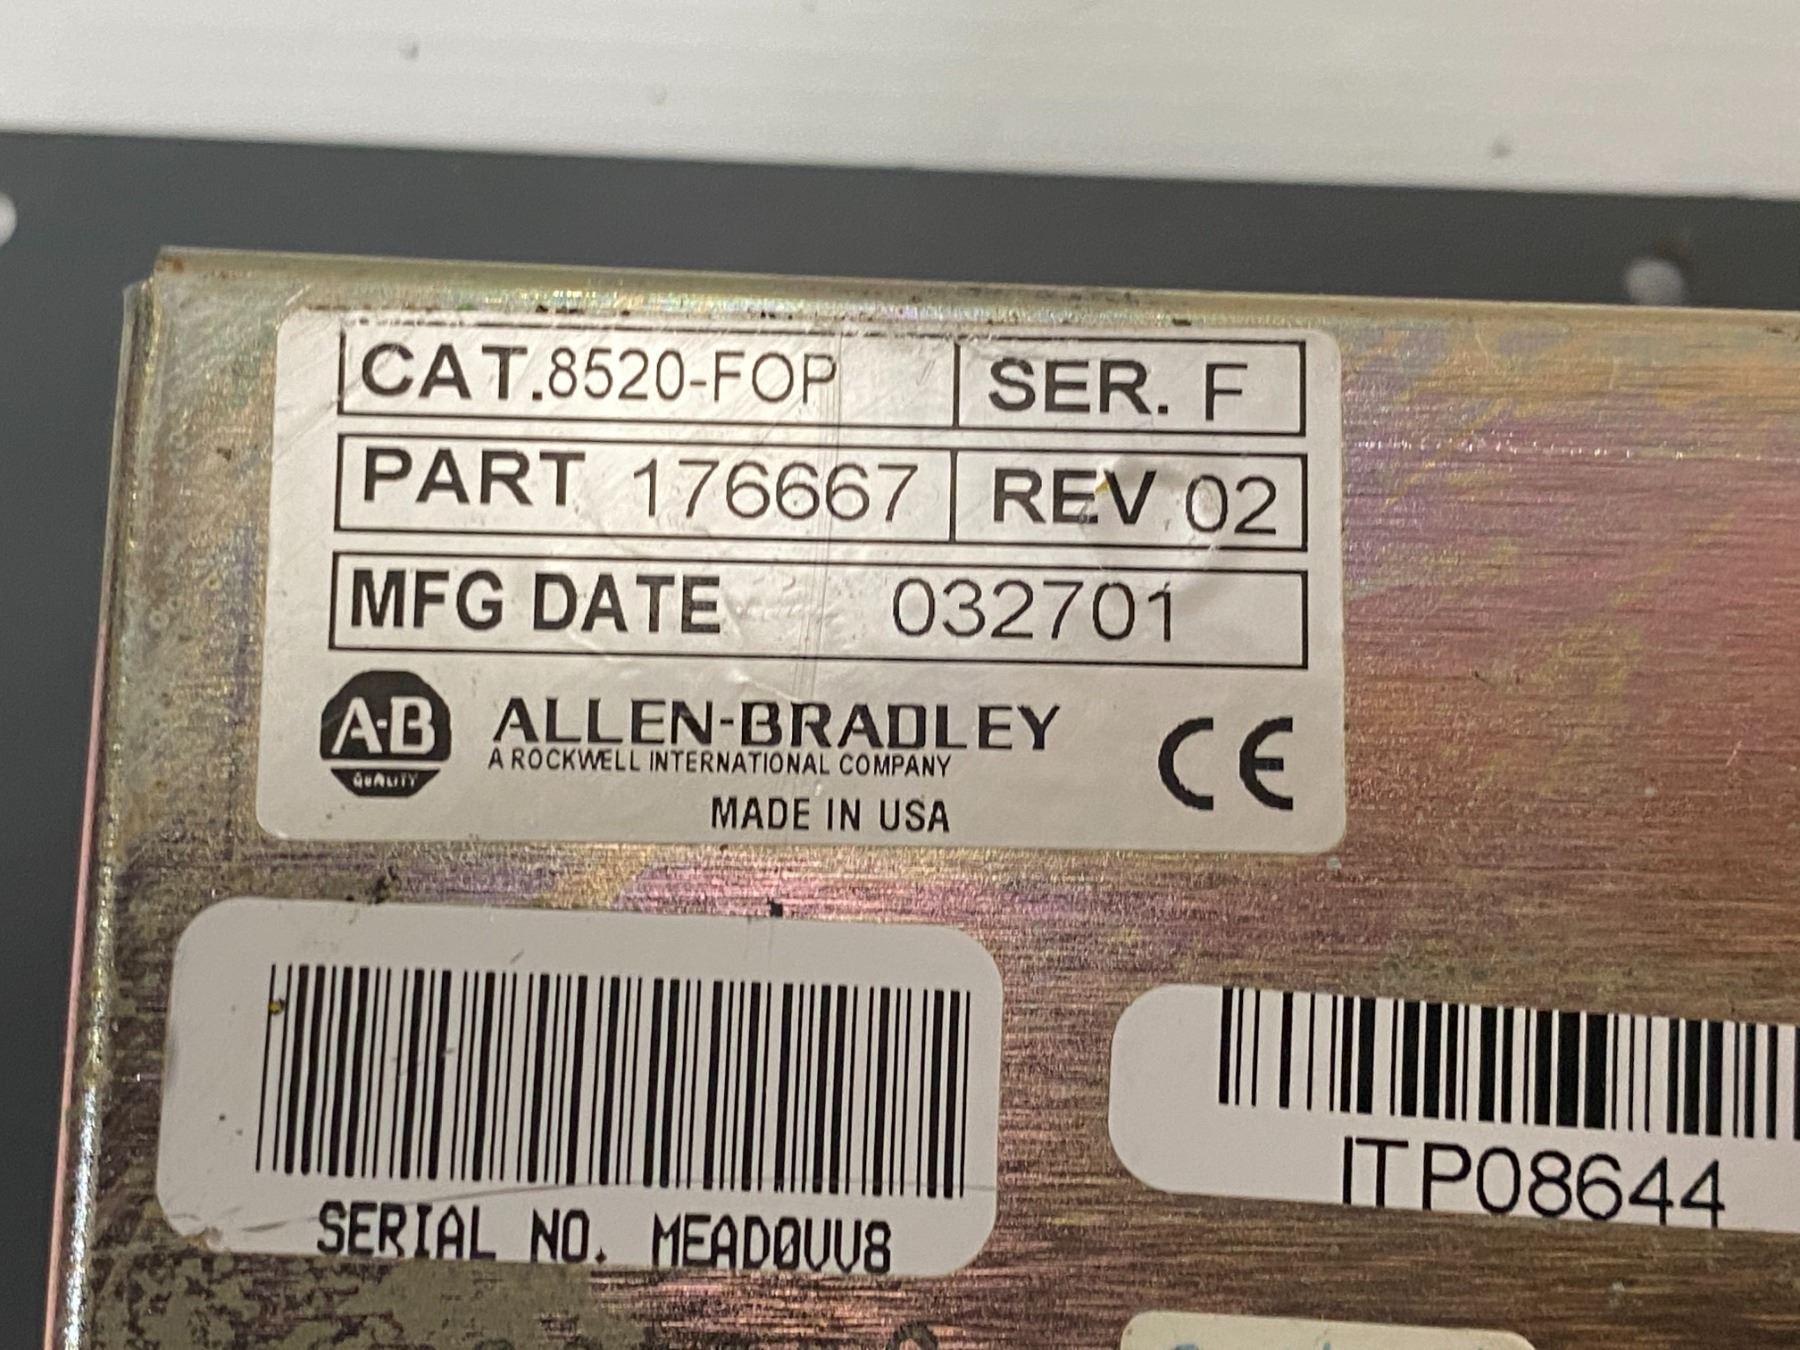 CAT.8520-FOP SER. F
PART 176667 REV 02
MFG DATE 032701
A-B
QUALITY
ALLEN-BRADLEY
A ROCKWELL INTERNATIONAL COMPANY
CE
MADE IN USA
SERIAL NO. MEAD0UU8
ITP08644